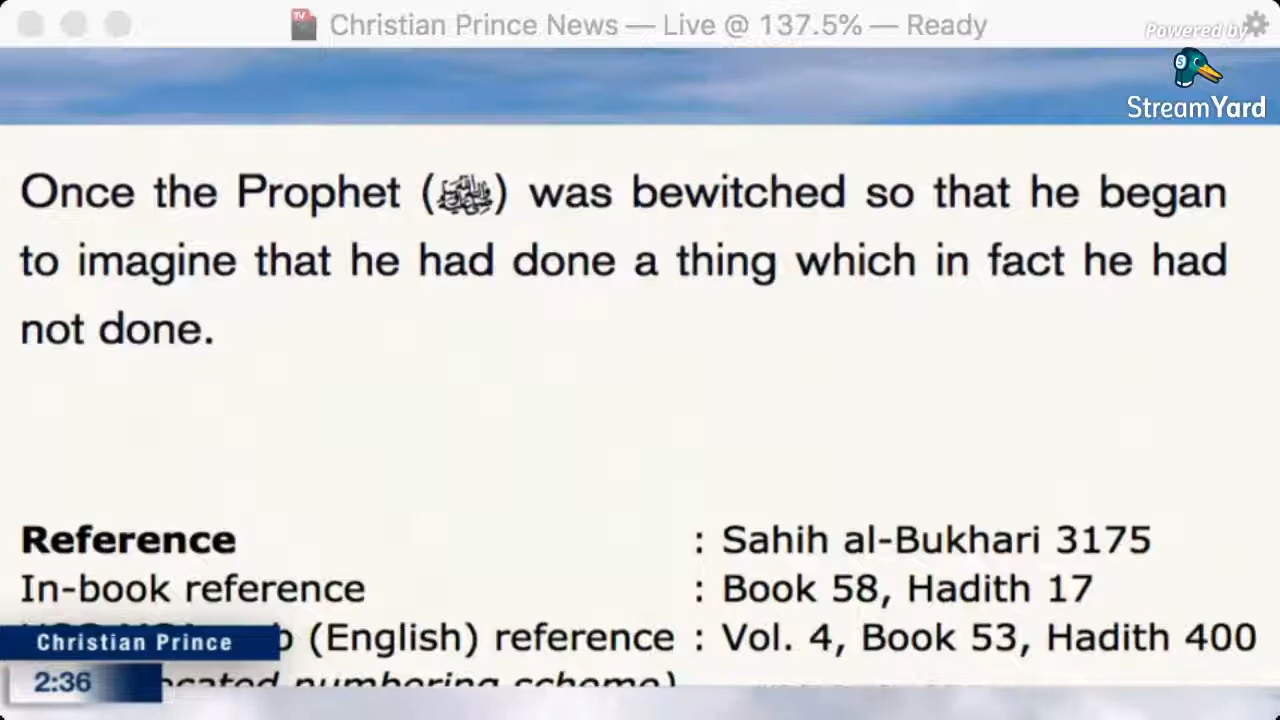 Christian Prince News — Live @ 137.5% — Ready
Powered by
StreamYard
Once the Prophet (ﷺ) was bewitched so that he began
to imagine that he had done a thing which in fact he had
not done.
Reference : Sahih al-Bukhari 3175
In-book reference : Book 58, Hadith 17
(English) reference : Vol. 4, Book 53, Hadith 400
numbering scheme)
Christian Prince
2:36